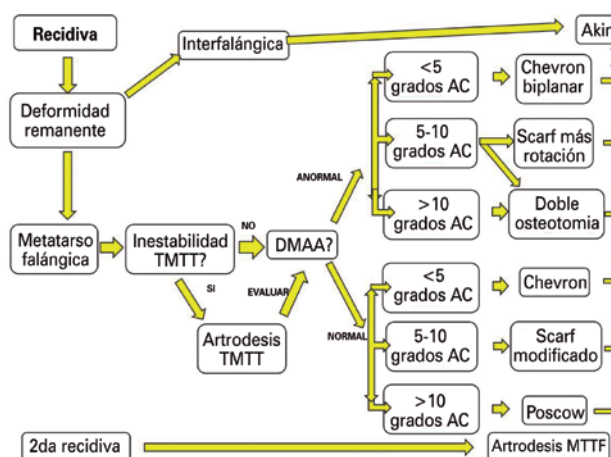 Recidiva
Interfalángica
Akin
Deformidad
remanente
<5
grados AC
Chevron
biplanar
5-10
grados AC
Scarf más
rotación
ANORMAL
>10
grados AC
Doble
osteotomia
Metatarso
falángica
Inestabilidad
TMTT?
NO
DMAA?
SI
EVALUAR
Artrodesis
TMTT
NORMAL
<5
grados AC
Chevron
5-10
grados AC
Scarf
modificado
>10
grados AC
Poscow
2da recidiva
Artrodesis MTTF